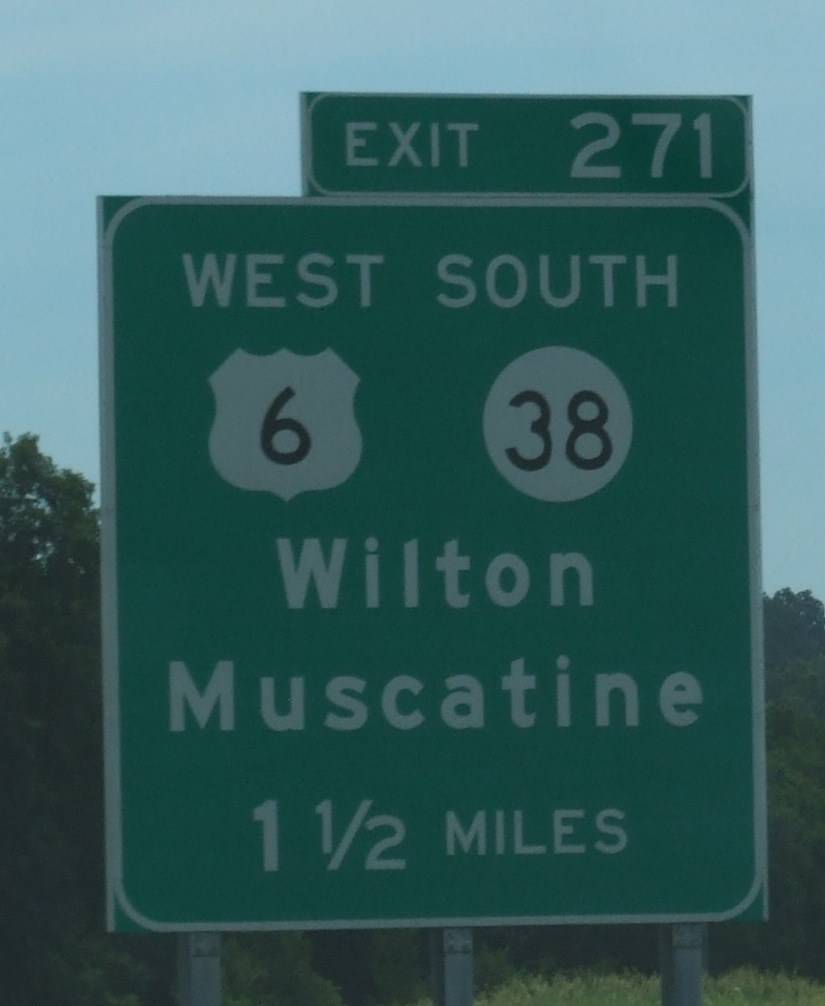 EXIT 271
WEST SOUTH
6 38
Wilton
Muscatine
1 1/2 MILES